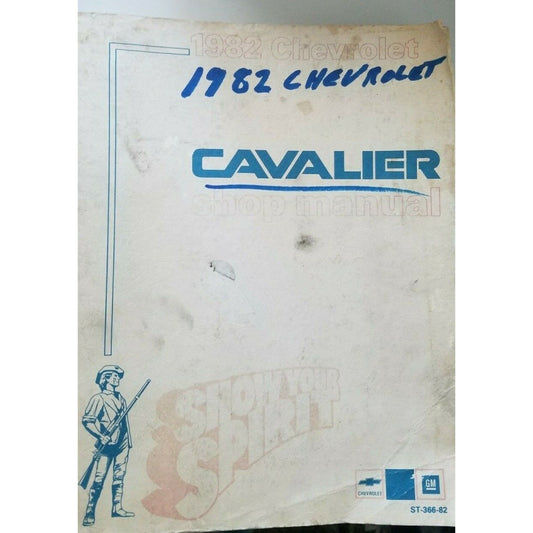 1982 Chevrolet
1982 CHEVROLET
CAVALIER
shop manual
SHOW YOUR
SPIRIT
CHEVROLET
GM
ST-366-82